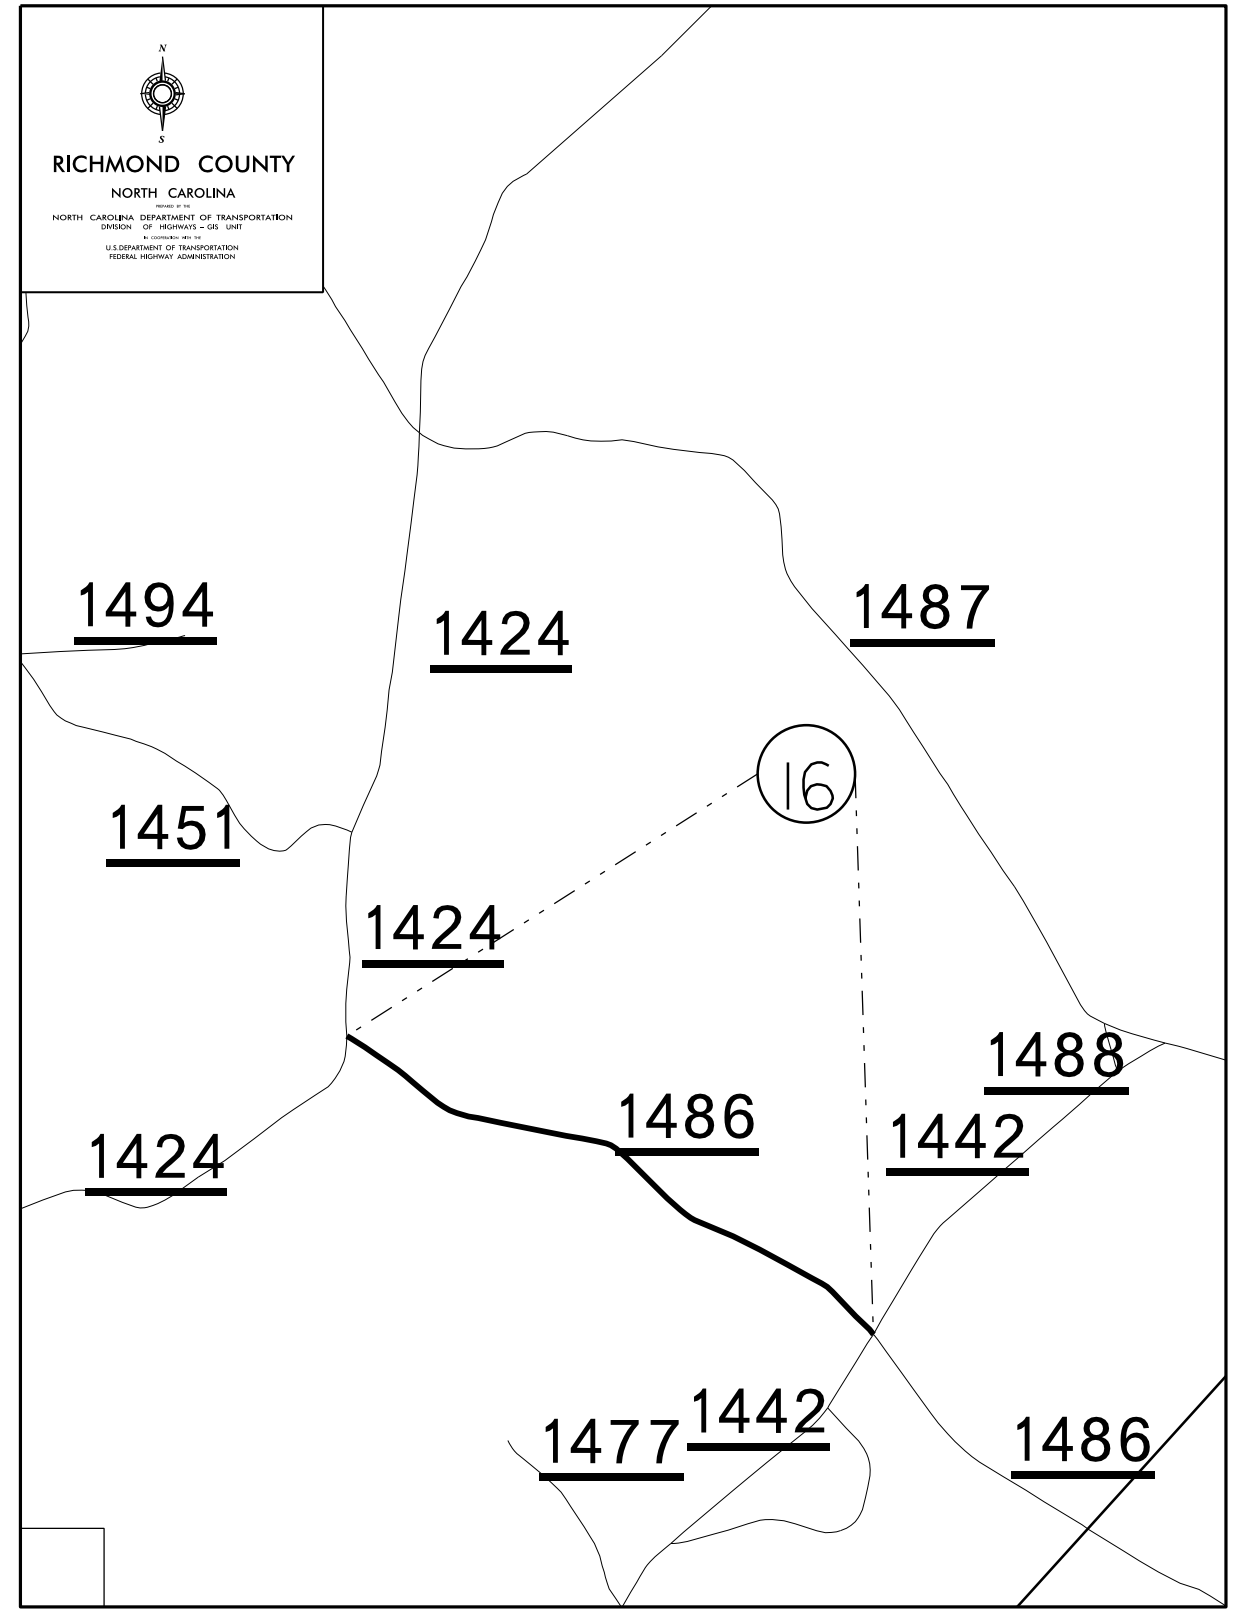 N
S
RICHMOND COUNTY
NORTH CAROLINA
PREPARED BY THE
NORTH CAROLINA DEPARTMENT OF TRANSPORTATION
DIVISION OF HIGHWAYS – GIS UNIT
IN COOPERATION WITH THE
U.S.DEPARTMENT OF TRANSPORTATION
FEDERAL HIGHWAY ADMINISTRATION
1494
1424
1487
16
1451
1424
1488
1486
1442
1424
1442
1477
1486